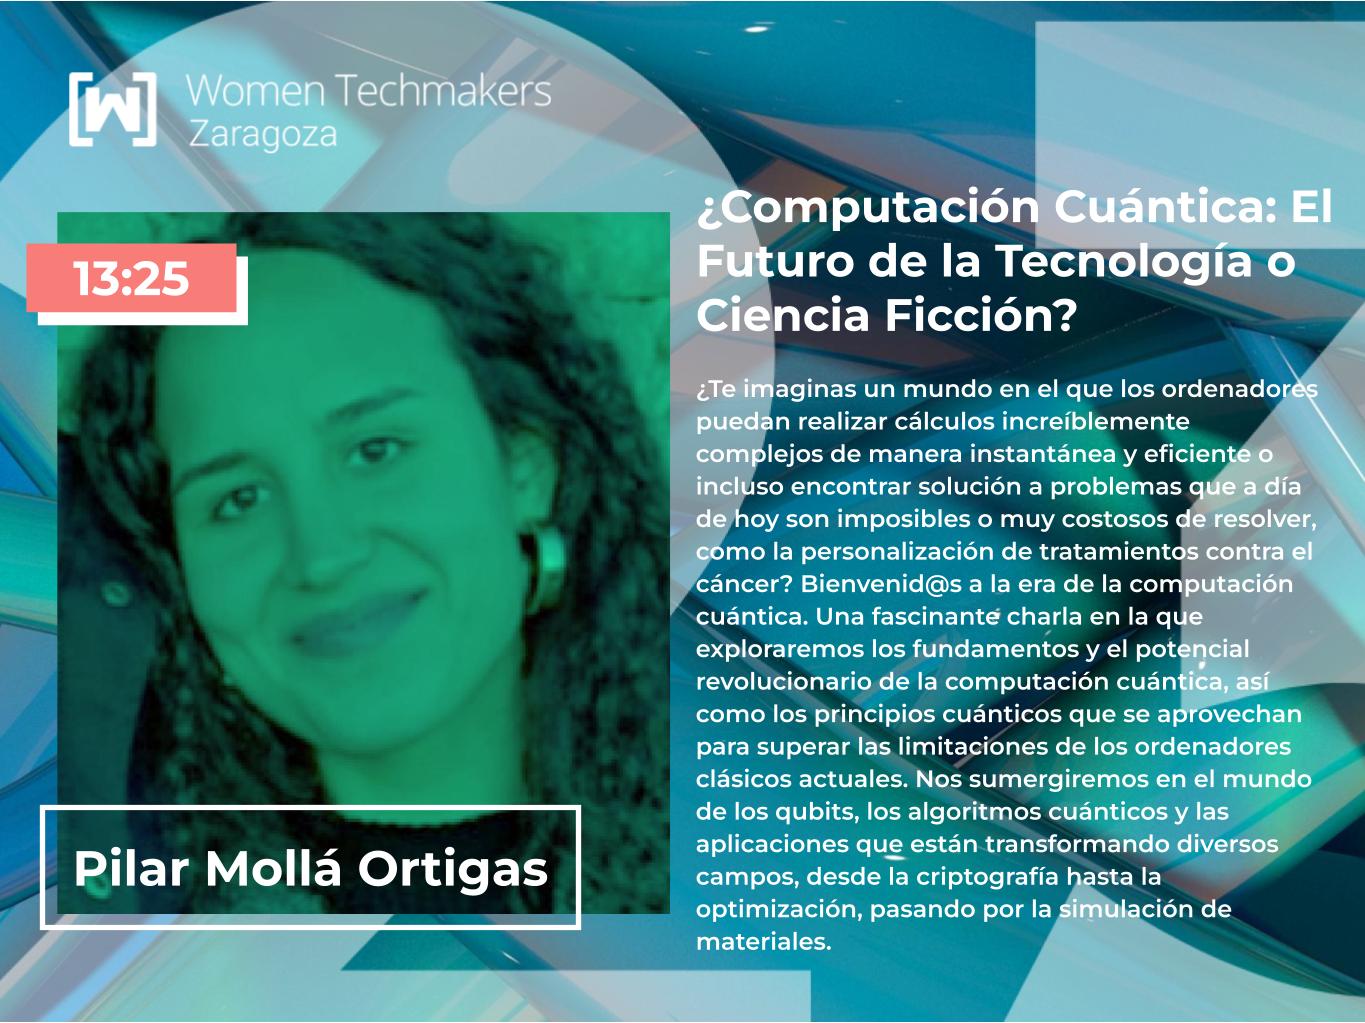 Women Techmakers
Zaragoza
13:25
Pilar Mollá Ortigas
¿Computación Cuántica: El
Futuro de la Tecnología o
Ciencia Ficción?
¿Te imaginas un mundo en el que los ordenadores
puedan realizar cálculos increíblemente
complejos de manera instantánea y eficiente o
incluso encontrar solución a problemas que a día
de hoy son imposibles o muy costosos de resolver,
como la personalización de tratamientos contra el
cáncer? Bienvenid@s a la era de la computación
cuántica. Una fascinante charla en la que
exploraremos los fundamentos y el potencial
revolucionario de la computación cuántica, así
como los principios cuánticos que se aprovechan
para superar las limitaciones de los ordenadores
clásicos actuales. Nos sumergiremos en el mundo
de los qubits, los algoritmos cuánticos y las
aplicaciones que están transformando diversos
campos, desde la criptografía hasta la
optimización, pasando por la simulación de
materiales.